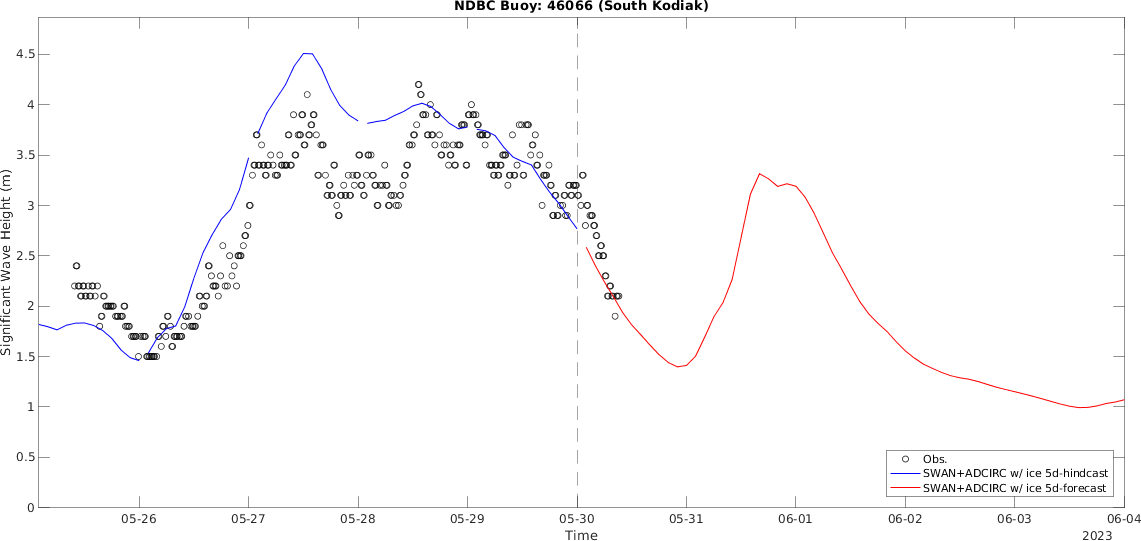 NDBC Buoy: 46066 (South Kodiak)
Significant Wave Height (m)
4.5
4
3.5
3
2.5
2
1.5
1
0.5
0
Obs.
SWAN+ADCIRC w/ ice 5d-hindcast
SWAN+ADCIRC w/ ice 5d-forecast
05-26 05-27 05-28 05-29 05-30 05-31 06-01 06-02 06-03 06-04
Time
2023